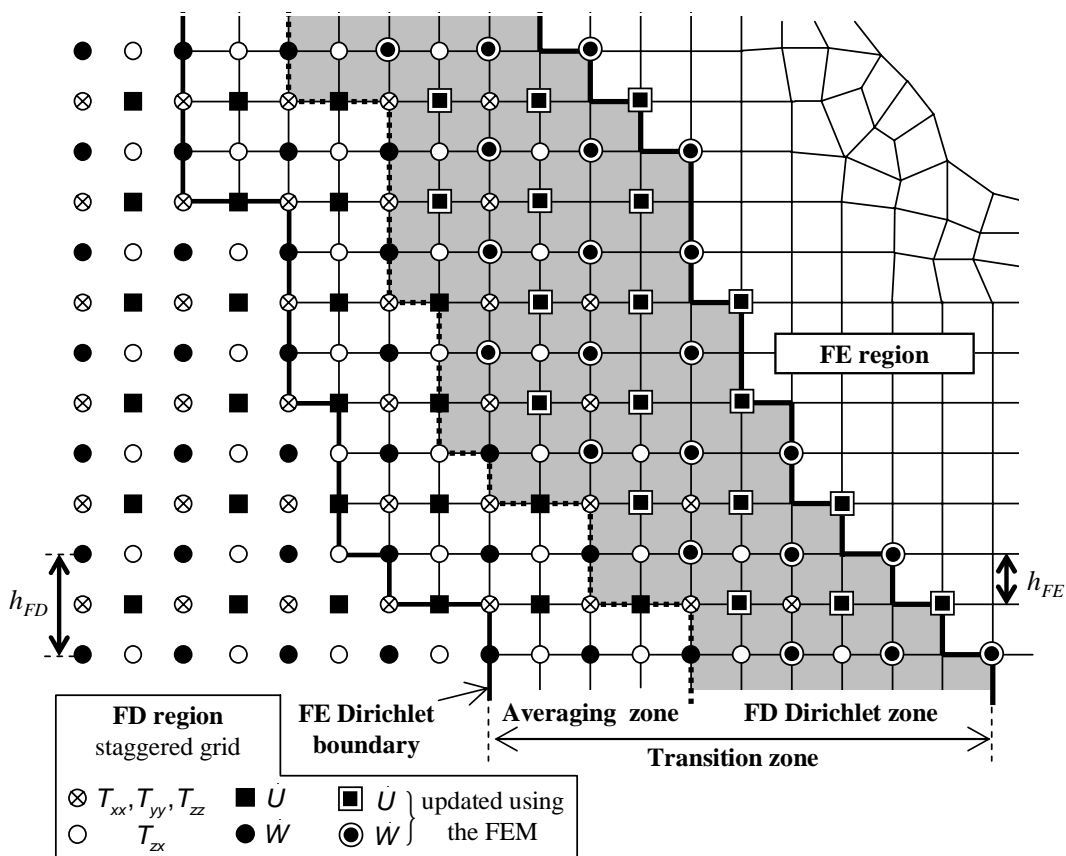 FE region
h_FD
h_FE
FD region
staggered grid
FE Dirichlet
boundary
Averaging zone
FD Dirichlet zone
Transition zone
T_xx, T_yy, T_zz
U̇
U̇
updated using
T_zx
Ẇ
Ẇ
the FEM